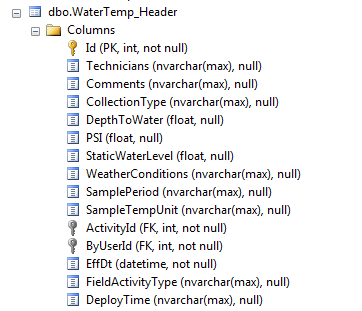 dbo.WaterTemp_Header
Columns
Id (PK, int, not null)
Technicians (nvarchar(max), null)
Comments (nvarchar(max), null)
CollectionType (nvarchar(max), null)
DepthToWater (float, null)
PSI (float, null)
StaticWaterLevel (float, null)
WeatherConditions (nvarchar(max), null)
SamplePeriod (nvarchar(max), null)
SampleTempUnit (nvarchar(max), null)
ActivityId (FK, int, not null)
ByUserId (FK, int, not null)
EffDt (datetime, not null)
FieldActivityType (nvarchar(max), null)
DeployTime (nvarchar(max), null)